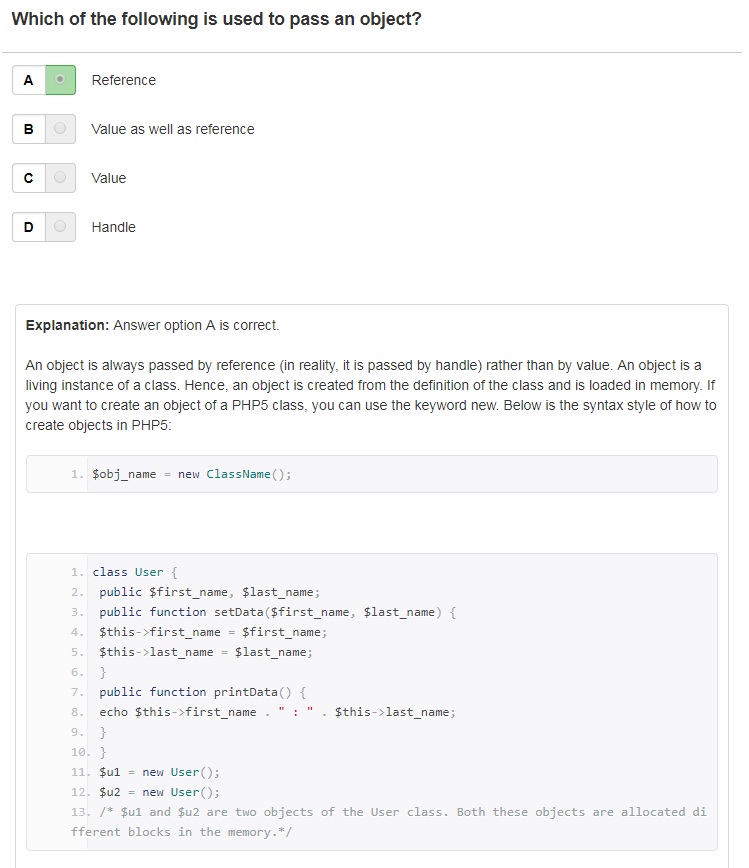 Which of the following is used to pass an object?
A Reference
B Value as well as reference
C Value
D Handle
Explanation: Answer option A is correct.
An object is always passed by reference (in reality, it is passed by handle) rather than by value. An object is a
living instance of a class. Hence, an object is created from the definition of the class and is loaded in memory. If
you want to create an object of a PHP5 class, you can use the keyword new. Below is the syntax style of how to
create objects in PHP5:
1. $obj_name = new ClassName();
1. class User {
2. public $first_name, $last_name;
3. public function setData($first_name, $last_name) {
4. $this->first_name = $first_name;
5. $this->last_name = $last_name;
6. }
7. public function printData() {
8. echo $this->first_name . " : " . $this->last_name;
9. }
10. }
11. $u1 = new User();
12. $u2 = new User();
13. /* $u1 and $u2 are two objects of the User class. Both these objects are allocated di
fferent blocks in the memory.*/